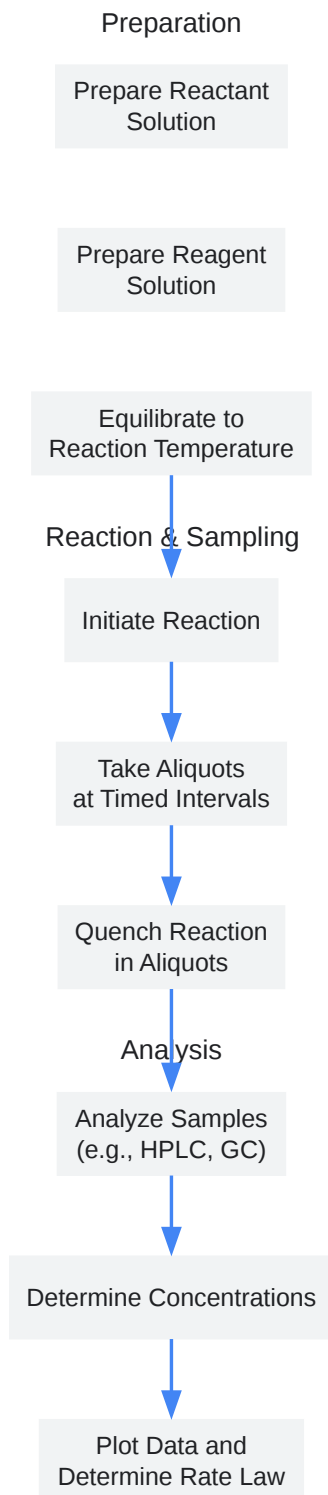 Preparation
Prepare Reactant
Solution
Prepare Reagent
Solution
Equilibrate to
Reaction Temperature
Reaction & Sampling
Initiate Reaction
Take Aliquots
at Timed Intervals
Quench Reaction
in Aliquots
Analysis
Analyze Samples
(e.g., HPLC, GC)
Determine Concentrations
Plot Data and
Determine Rate Law